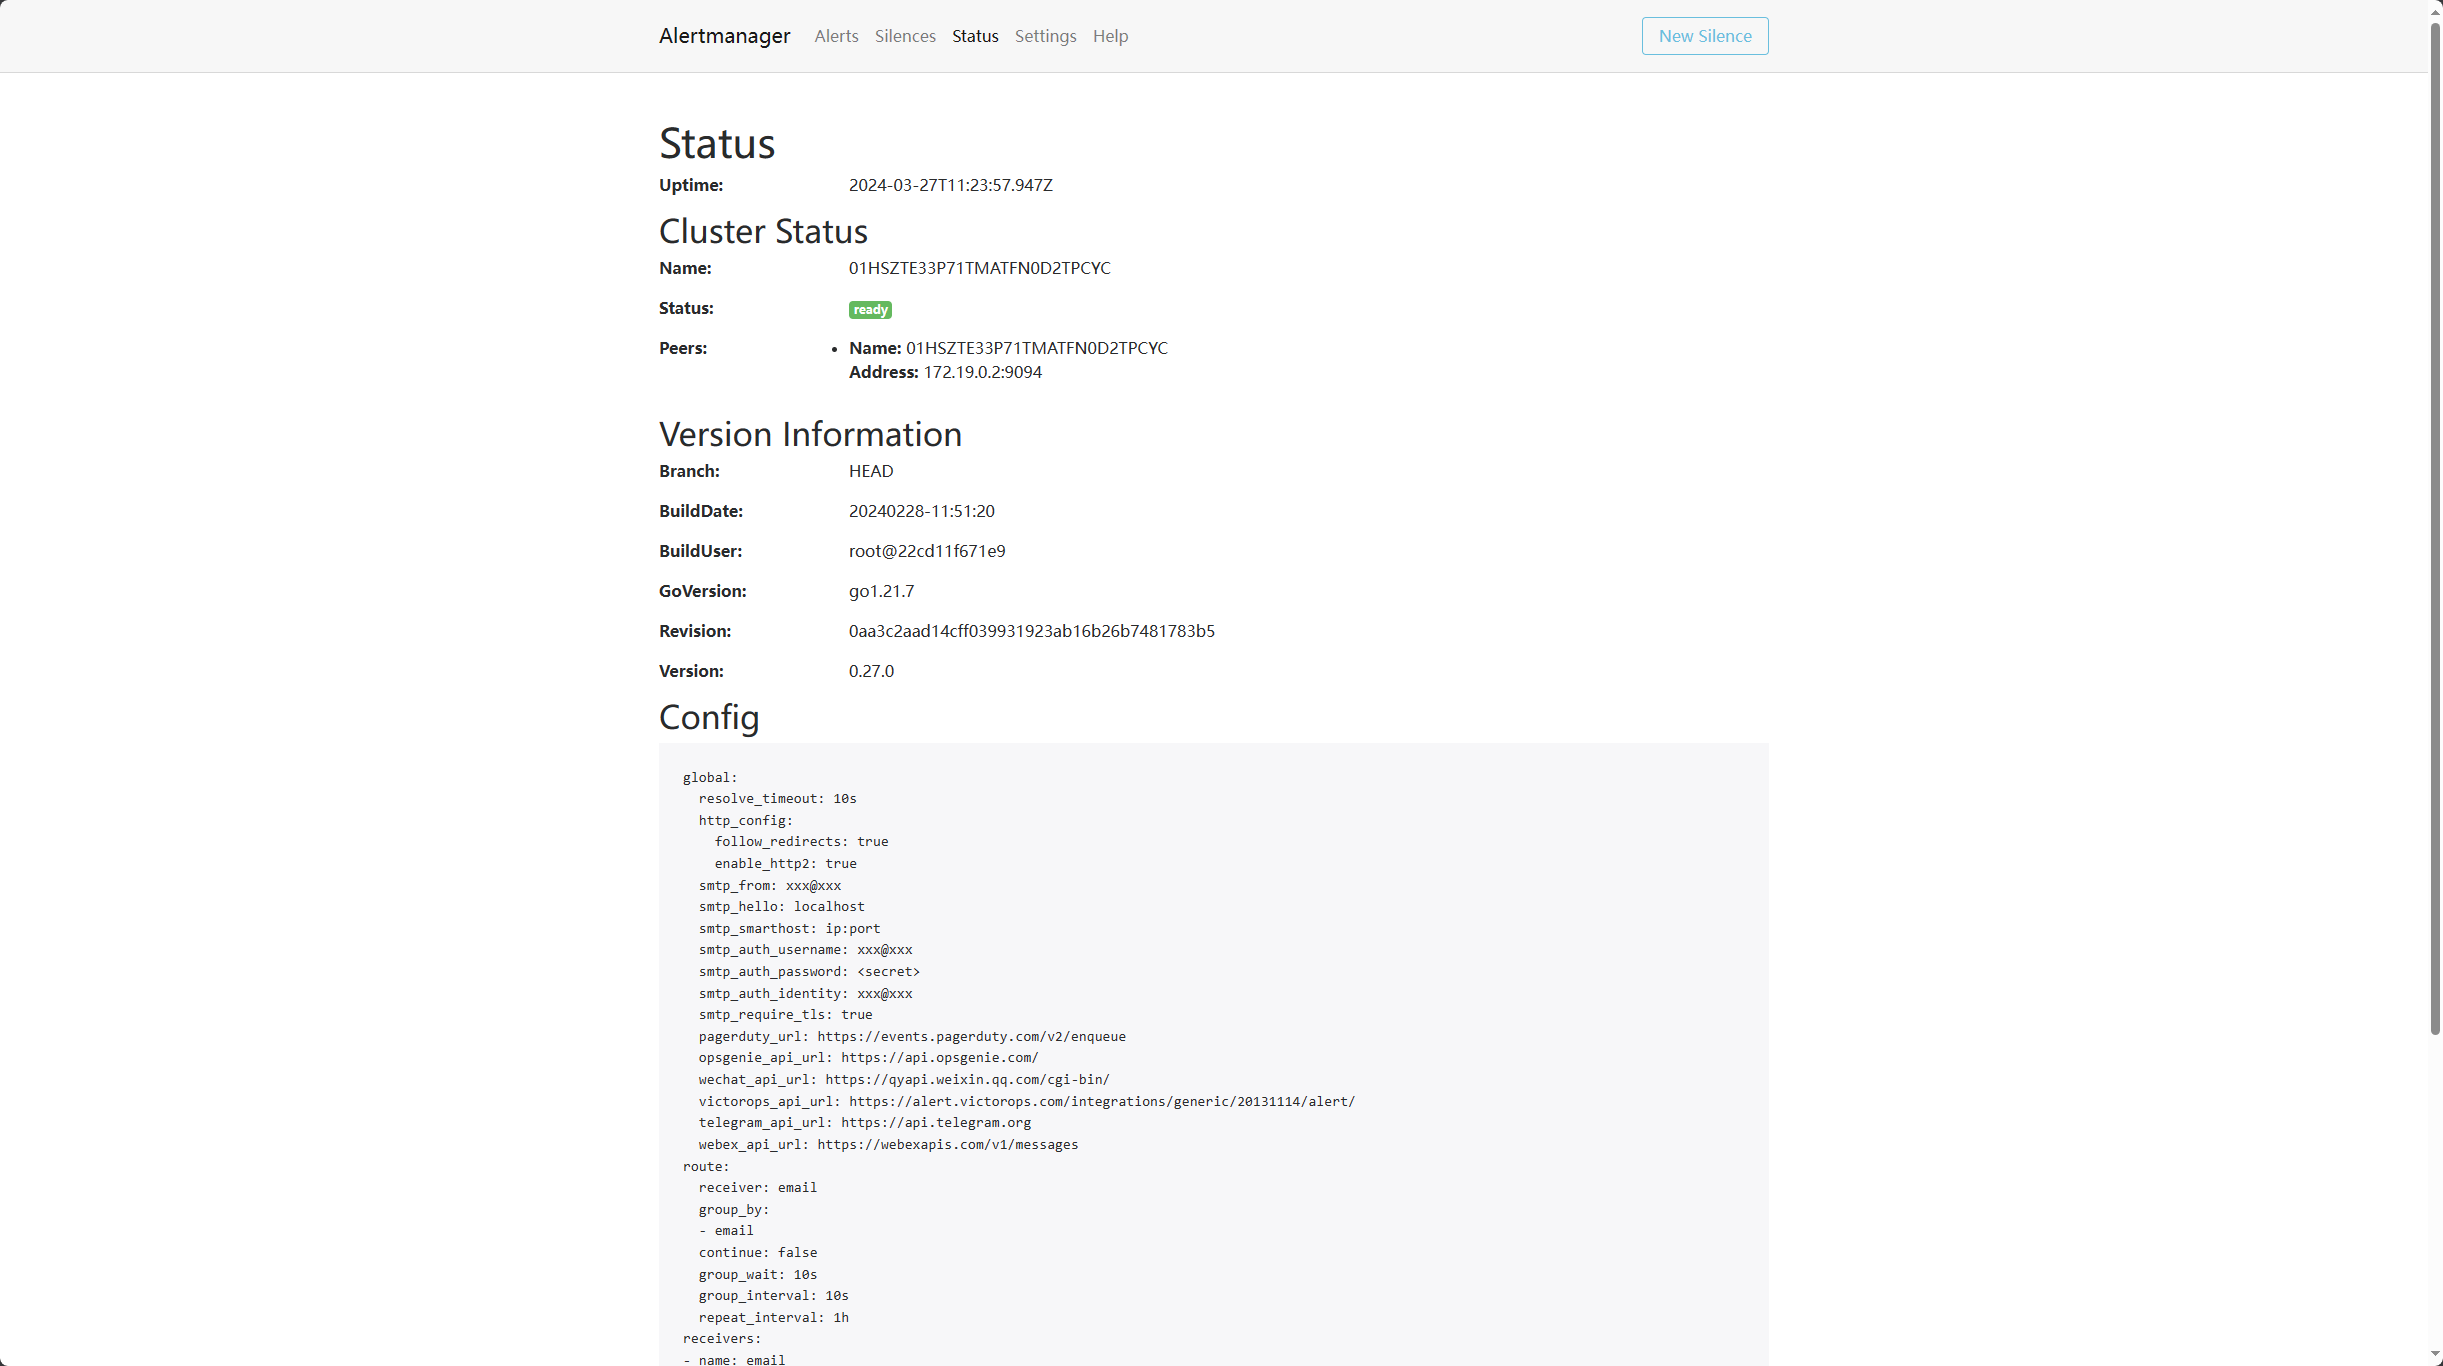 Alertmanager Alerts Silences Status Settings Help New Silence
Status
Uptime: 2024-03-27T11:23:57.947Z
Cluster Status
Name: 01HSZTE33P71TMATFN0D2TPCYC
Status: ready
Peers: • Name: 01HSZTE33P71TMATFN0D2TPCYC
Address: 172.19.0.2:9094
Version Information
Branch: HEAD
BuildDate: 20240228-11:51:20
BuildUser: root@22cd11f671e9
GoVersion: go1.21.7
Revision: 0aa3c2aad14cff039931923ab16b26b7481783b5
Version: 0.27.0
Config
global:
  resolve_timeout: 10s
  http_config:
    follow_redirects: true
    enable_http2: true
  smtp_from: xxx@xxx
  smtp_hello: localhost
  smtp_smarthost: ip:port
  smtp_auth_username: xxx@xxx
  smtp_auth_password: <secret>
  smtp_auth_identity: xxx@xxx
  smtp_require_tls: true
  pagerduty_url: https://events.pagerduty.com/v2/enqueue
  opsgenie_api_url: https://api.opsgenie.com/
  wechat_api_url: https://qyapi.weixin.qq.com/cgi-bin/
  victorops_api_url: https://alert.victorops.com/integrations/generic/20131114/alert/
  telegram_api_url: https://api.telegram.org
  webex_api_url: https://webexapis.com/v1/messages
route:
  receiver: email
  group_by:
  - email
  continue: false
  group_wait: 10s
  group_interval: 10s
  repeat_interval: 1h
receivers:
- name: email